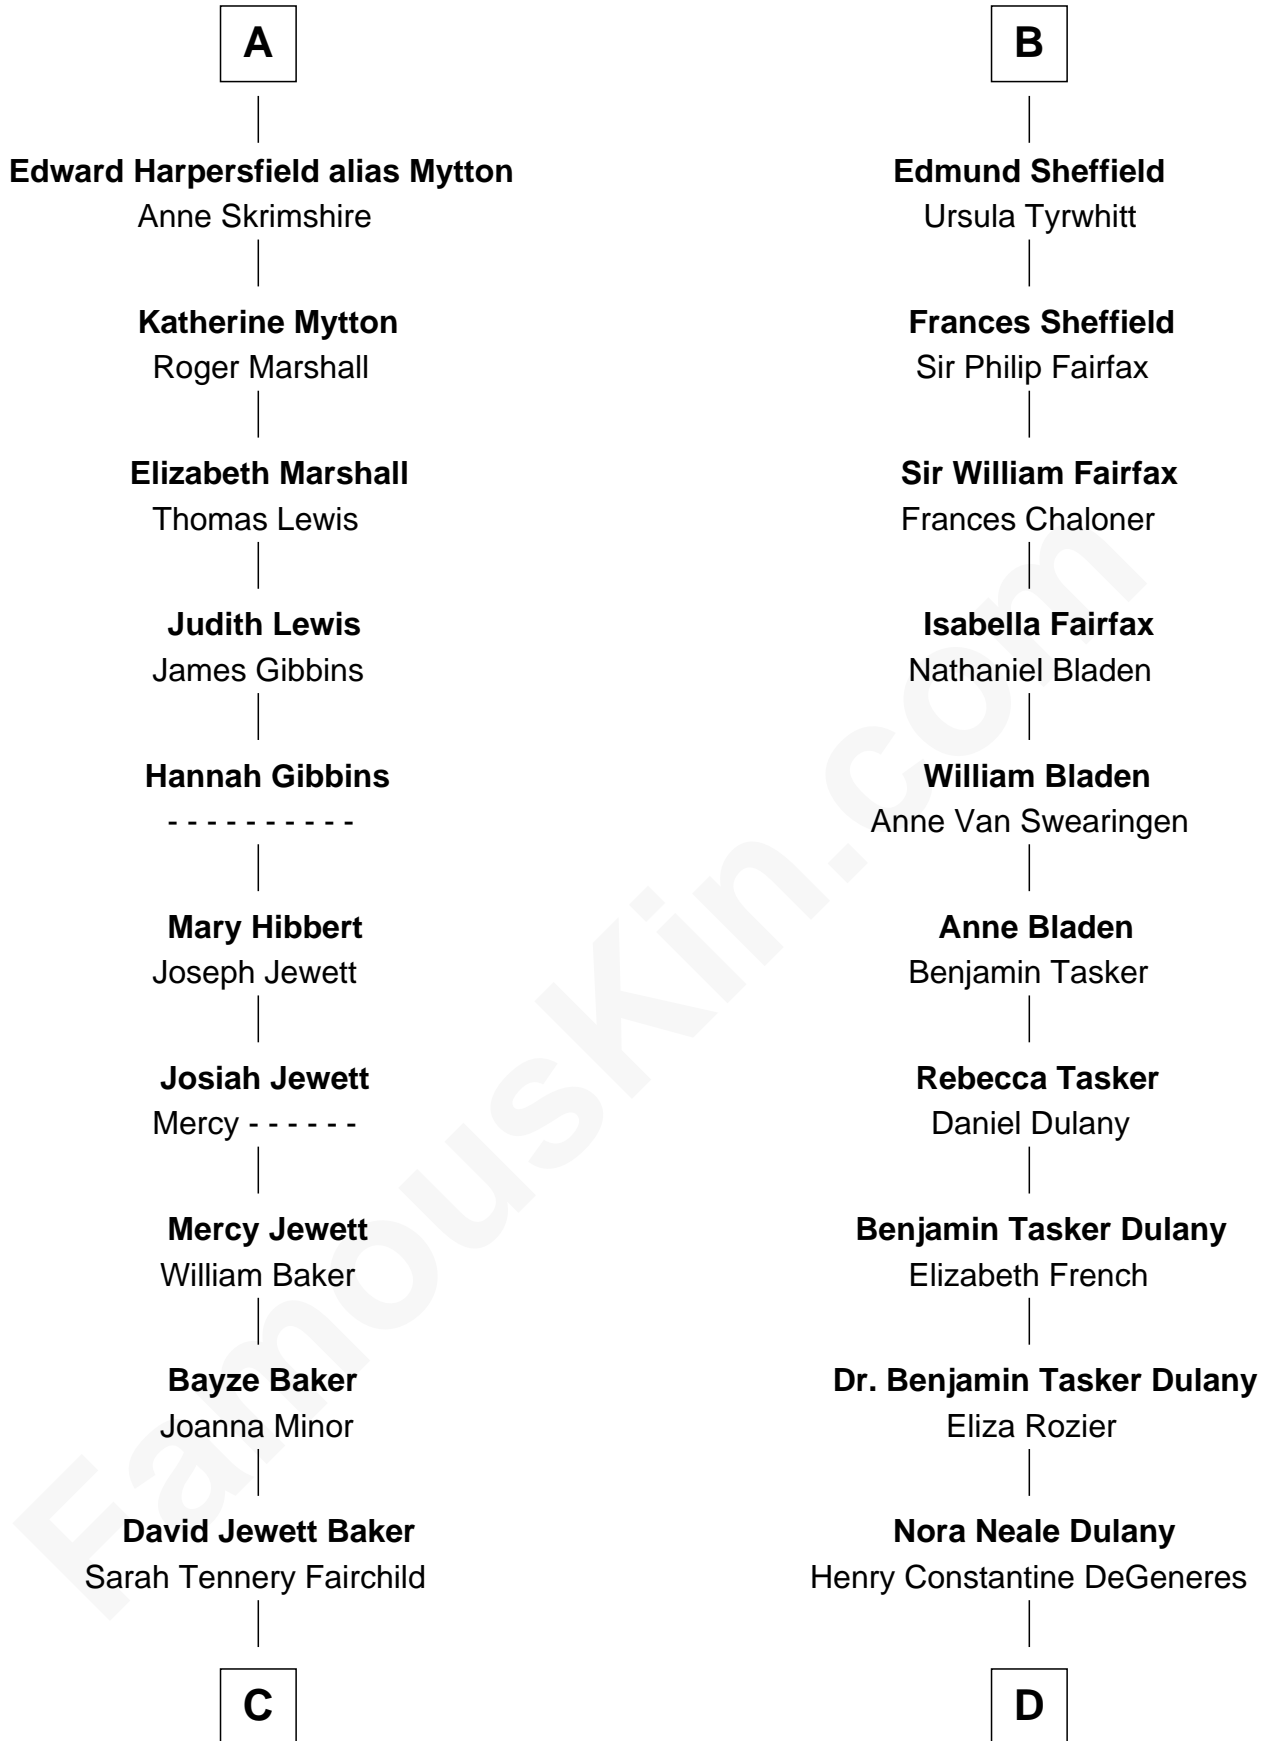 A
Edward Harpersfield alias Mytton
Anne Skrimshire
Katherine Mytton
Roger Marshall
Elizabeth Marshall
Thomas Lewis
Judith Lewis
James Gibbins
Hannah Gibbins
- - - - - - - - - -
Mary Hibbert
Joseph Jewett
Josiah Jewett
Mercy - - - - - -
Mercy Jewett
William Baker
Bayze Baker
Joanna Minor
David Jewett Baker
Sarah Tennery Fairchild
C
B
Edmund Sheffield
Ursula Tyrwhitt
Frances Sheffield
Sir Philip Fairfax
Sir William Fairfax
Frances Chaloner
Isabella Fairfax
Nathaniel Bladen
William Bladen
Anne Van Swearingen
Anne Bladen
Benjamin Tasker
Rebecca Tasker
Daniel Dulany
Benjamin Tasker Dulany
Elizabeth French
Dr. Benjamin Tasker Dulany
Eliza Rozier
Nora Neale Dulany
Henry Constantine DeGeneres
D
FamousKin.com